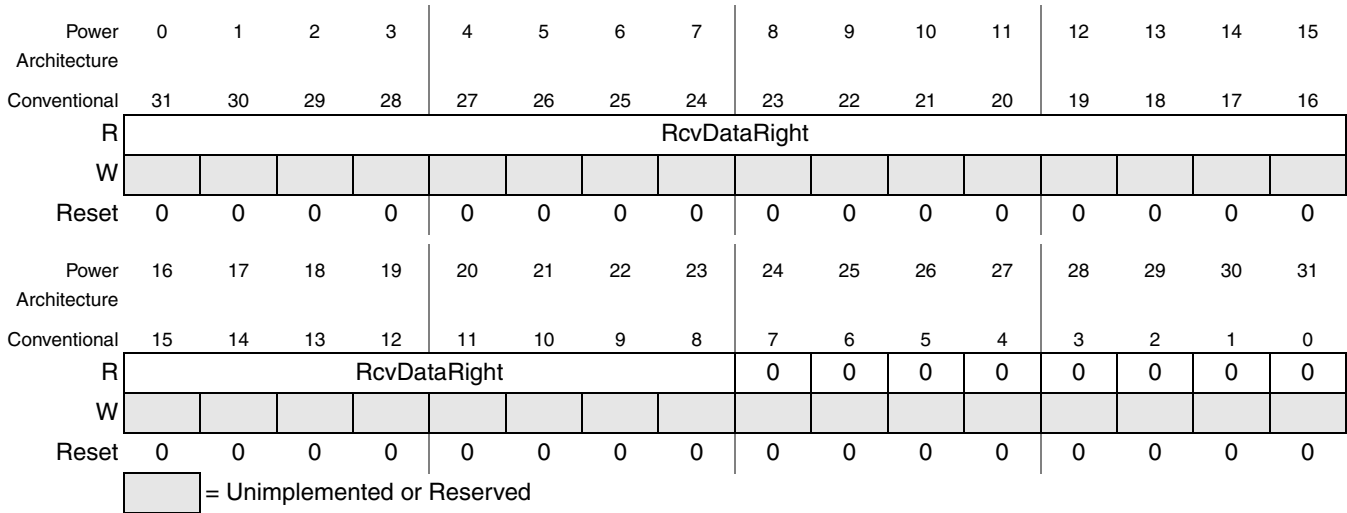 Power 0 1 2 3 4 5 6 7 8 9 10 11 12 13 14 15
Architecture
Conventional 31 30 29 28 27 26 25 24 23 22 21 20 19 18 17 16
R RcvDataRight
W
Reset 0 0 0 0 0 0 0 0 0 0 0 0 0 0 0 0
Power 16 17 18 19 20 21 22 23 24 25 26 27 28 29 30 31
Architecture
Conventional 15 14 13 12 11 10 9 8 7 6 5 4 3 2 1 0
R RcvDataRight 0 0 0 0 0 0 0 0
W
Reset 0 0 0 0 0 0 0 0 0 0 0 0 0 0 0 0
= Unimplemented or Reserved